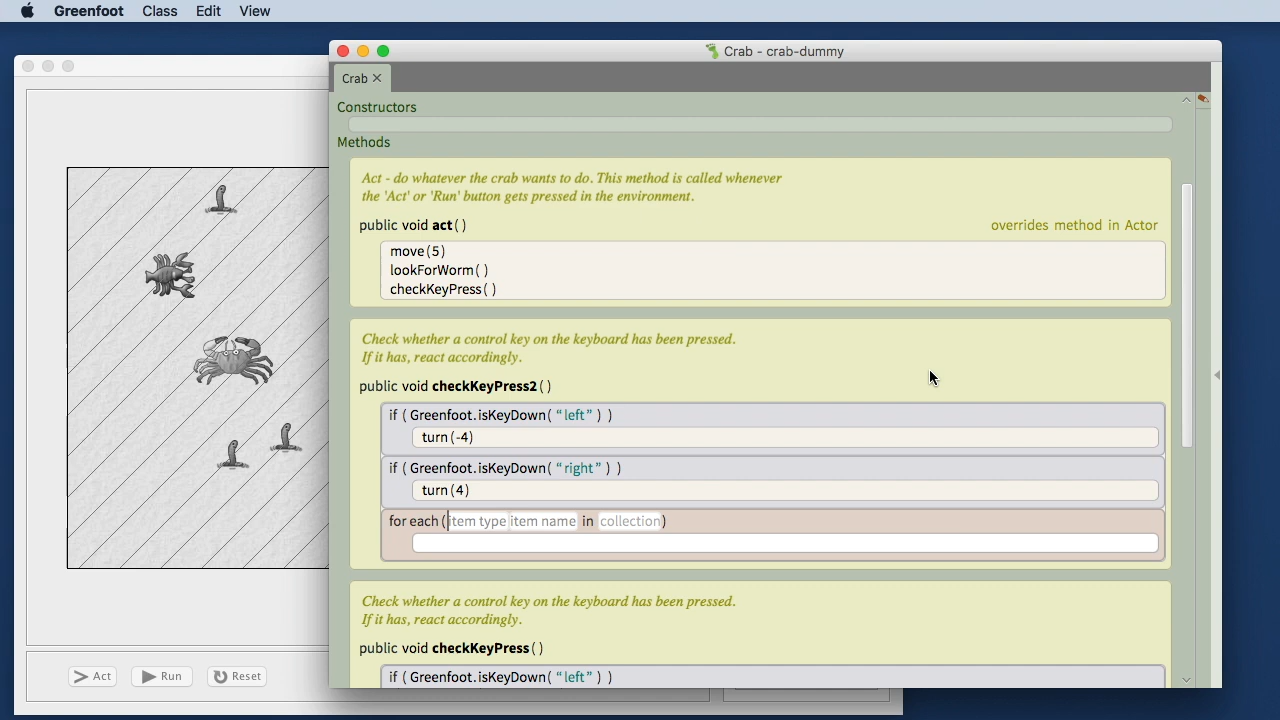 Greenfoot Class Edit View
Crab - crab-dummy
Crab ×
Constructors
Methods
Act - do whatever the crab wants to do. This method is called whenever
the 'Act' or 'Run' button gets pressed in the environment.
public void act()
overrides method in Actor
move(5)
lookForWorm()
checkKeyPress()
Check whether a control key on the keyboard has been pressed.
If it has, react accordingly.
public void checkKeyPress2()
if (Greenfoot.isKeyDown(“left”))
turn(-4)
if (Greenfoot.isKeyDown(“right”))
turn(4)
for each (item type item name in collection)
Check whether a control key on the keyboard has been pressed.
If it has, react accordingly.
public void checkKeyPress()
if (Greenfoot.isKeyDown(“left”))
Act
Run
Reset